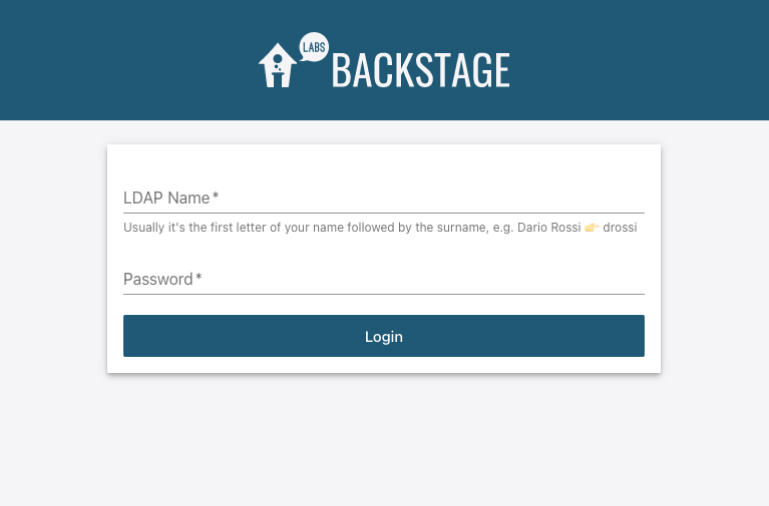 LABS
BACKSTAGE
LDAP Name *
Usually it's the first letter of your name followed by the surname, e.g. Dario Rossi 👉 drossi
Password *
Login